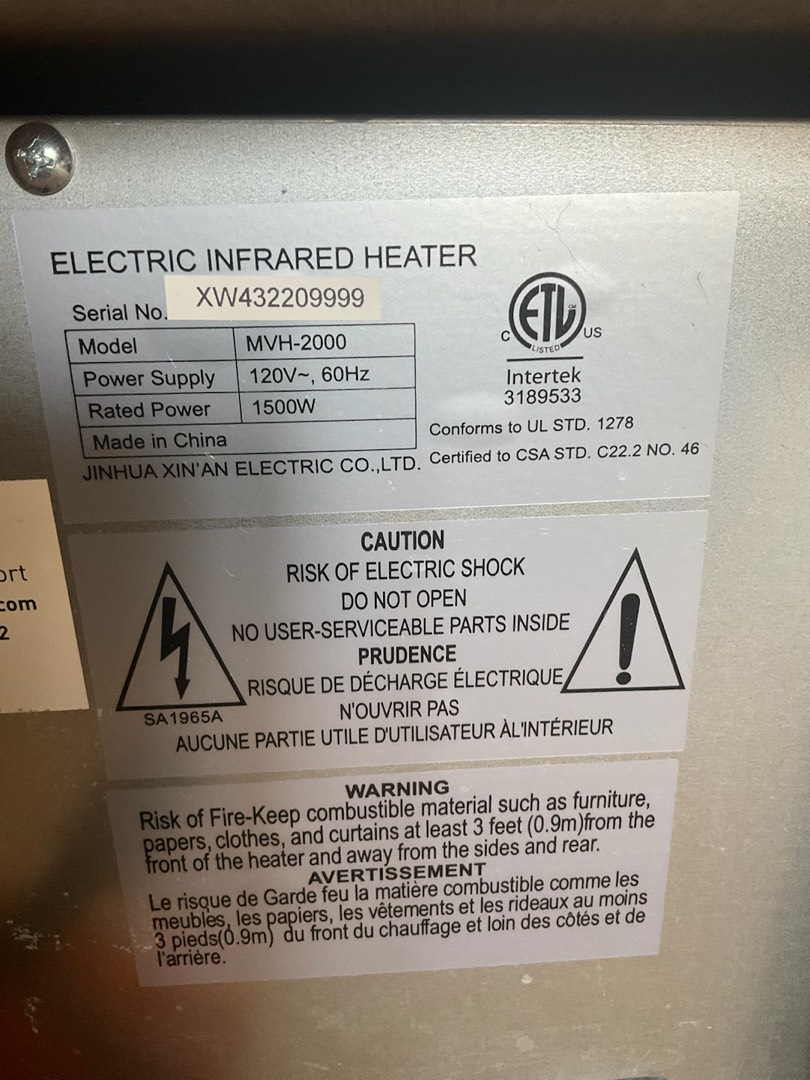 ELECTRIC INFRARED HEATER
Serial No. XW432209999
Model MVH-2000
Power Supply 120V~, 60Hz
Rated Power 1500W
Made in China
JINHUA XIN'AN ELECTRIC CO.,LTD.
ETL
CM
C US
LISTED
Intertek
3189533
Conforms to UL STD. 1278
Certified to CSA STD. C22.2 NO. 46
ort
com
2
CAUTION
RISK OF ELECTRIC SHOCK
DO NOT OPEN
NO USER-SERVICEABLE PARTS INSIDE
PRUDENCE
RISQUE DE DÉCHARGE ÉLECTRIQUE
N'OUVRIR PAS
AUCUNE PARTIE UTILE D'UTILISATEUR ÀL'INTÉRIEUR
SA1965A
!
WARNING
Risk of Fire-Keep combustible material such as furniture,
papers, clothes, and curtains at least 3 feet (0.9m)from the
front of the heater and away from the sides and rear.
AVERTISSEMENT
Le risque de Garde feu la matière combustible comme les
meubles, les papiers, les vêtements et les rideaux au moins
3 pieds(0.9m) du front du chauffage et loin des côtés et de
l'arrière.